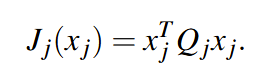 J_j(x_j) = x_j^T Q_j x_j.